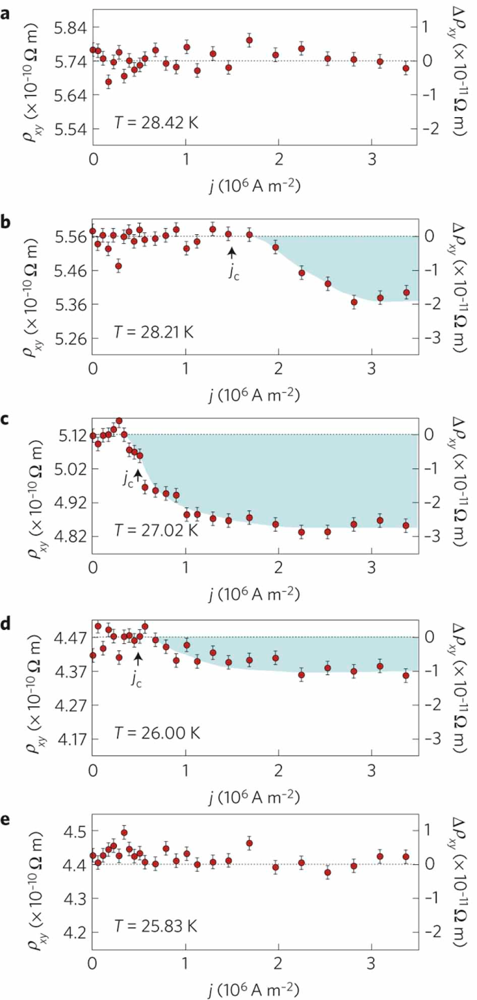 a
5.84
5.74
5.64
5.54
ρxy (×10⁻¹⁰ Ω m)
1
0
−1
−2
Δρxy (×10⁻¹¹ Ω m)
T = 28.42 K
0 1 2 3
j (10⁶ A m⁻²)
b
5.56
5.46
5.36
5.26
ρxy (×10⁻¹⁰ Ω m)
0
−1
−2
−3
Δρxy (×10⁻¹¹ Ω m)
jc
T = 28.21 K
0 1 2 3
j (10⁶ A m⁻²)
c
5.12
5.02
4.92
4.82
ρxy (×10⁻¹⁰ Ω m)
0
−1
−2
−3
Δρxy (×10⁻¹¹ Ω m)
jc
T = 27.02 K
0 1 2 3
j (10⁶ A m⁻²)
d
4.47
4.37
4.27
4.17
ρxy (×10⁻¹⁰ Ω m)
0
−1
−2
−3
Δρxy (×10⁻¹¹ Ω m)
jc
T = 26.00 K
0 1 2 3
j (10⁶ A m⁻²)
e
4.5
4.4
4.3
4.2
ρxy (×10⁻¹⁰ Ω m)
1
0
−1
−2
Δρxy (×10⁻¹¹ Ω m)
T = 25.83 K
0 1 2 3
j (10⁶ A m⁻²)